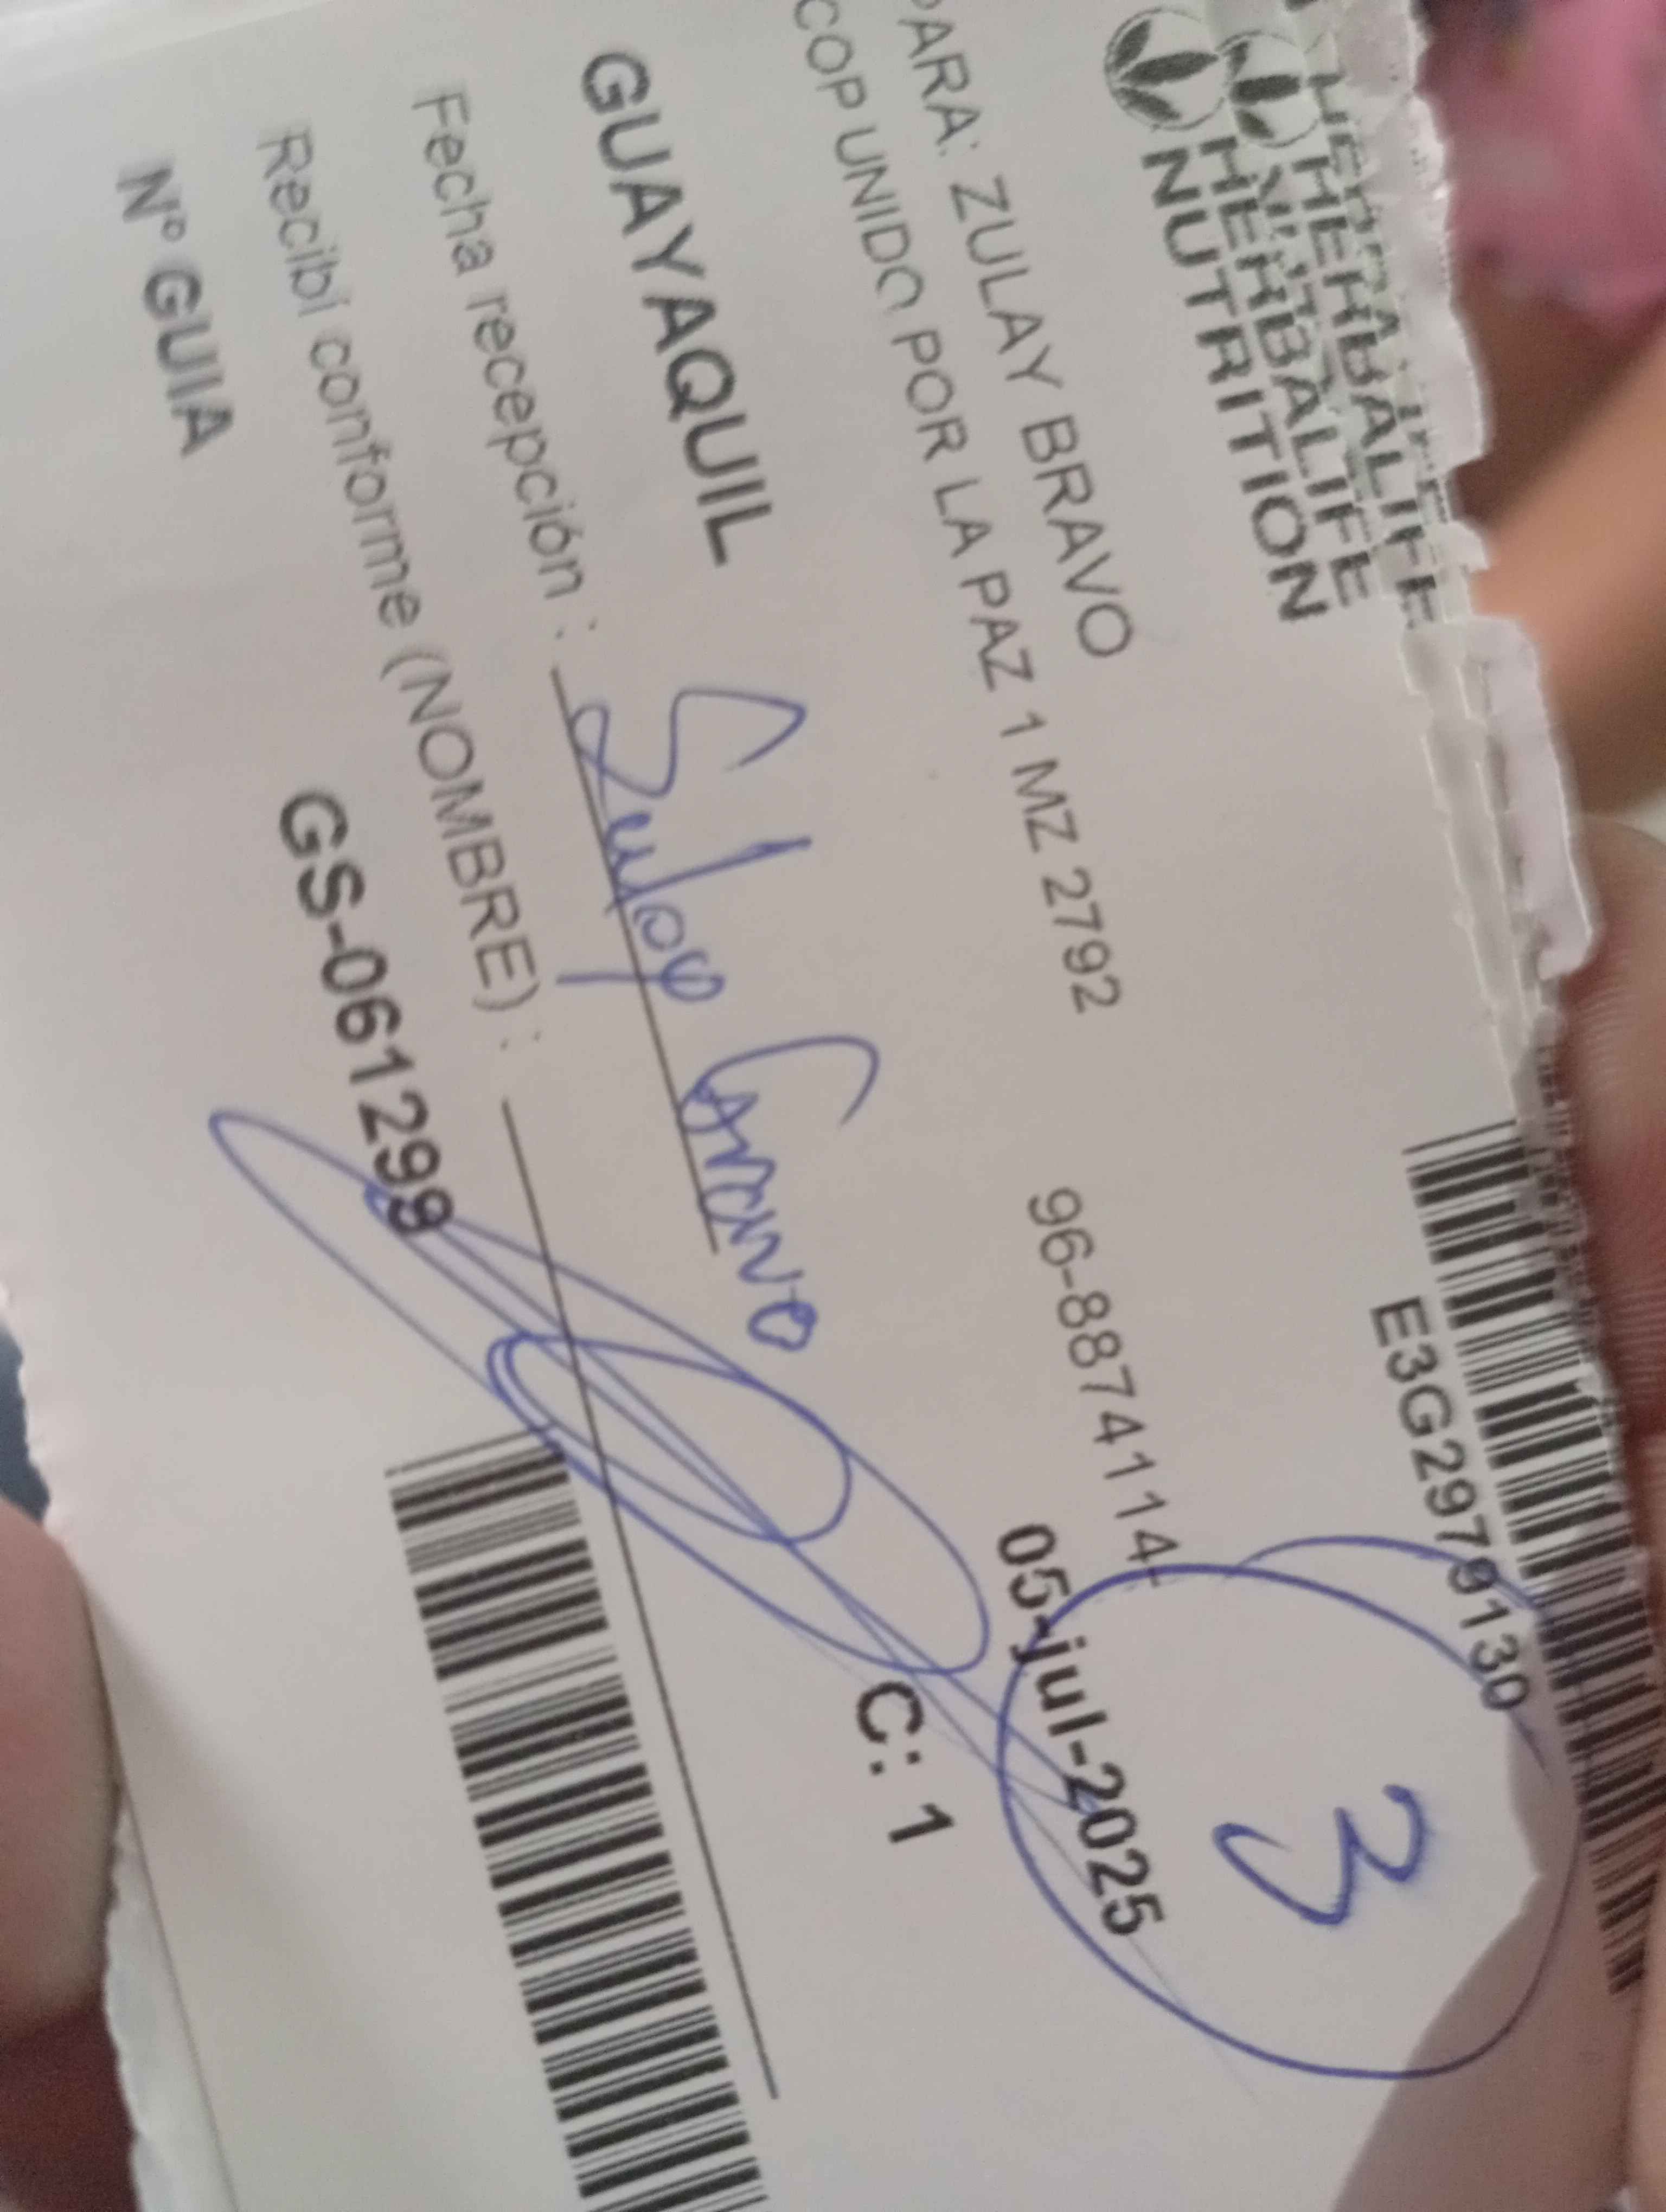 HERBALIFE
HERBALIFE
NUTRITION
E3G2979130
3
PARA: ZULAY BRAVO
COP UNIDO POR LA PAZ 1 MZ 2792
96-8874114-
05-jul-2025
GUAYAQUIL
C: 1
Fecha recepción :
Zulay Bravo
Recibí conforme (NOMBRE) :
N° GUIA
GS-061299